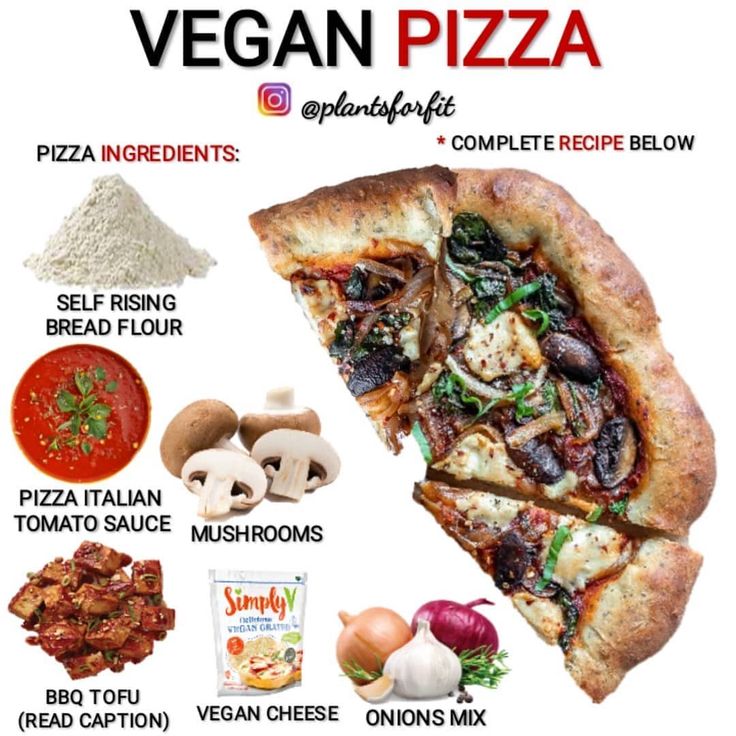 VEGAN PIZZA
@plantsforfit
* COMPLETE RECIPE BELOW
PIZZA INGREDIENTS:
SELF RISING
BREAD FLOUR
PIZZA ITALIAN
TOMATO SAUCE
MUSHROOMS
BBQ TOFU
(READ CAPTION)
Simply V
VEGAN
VEGAN CHEESE
ONIONS MIX